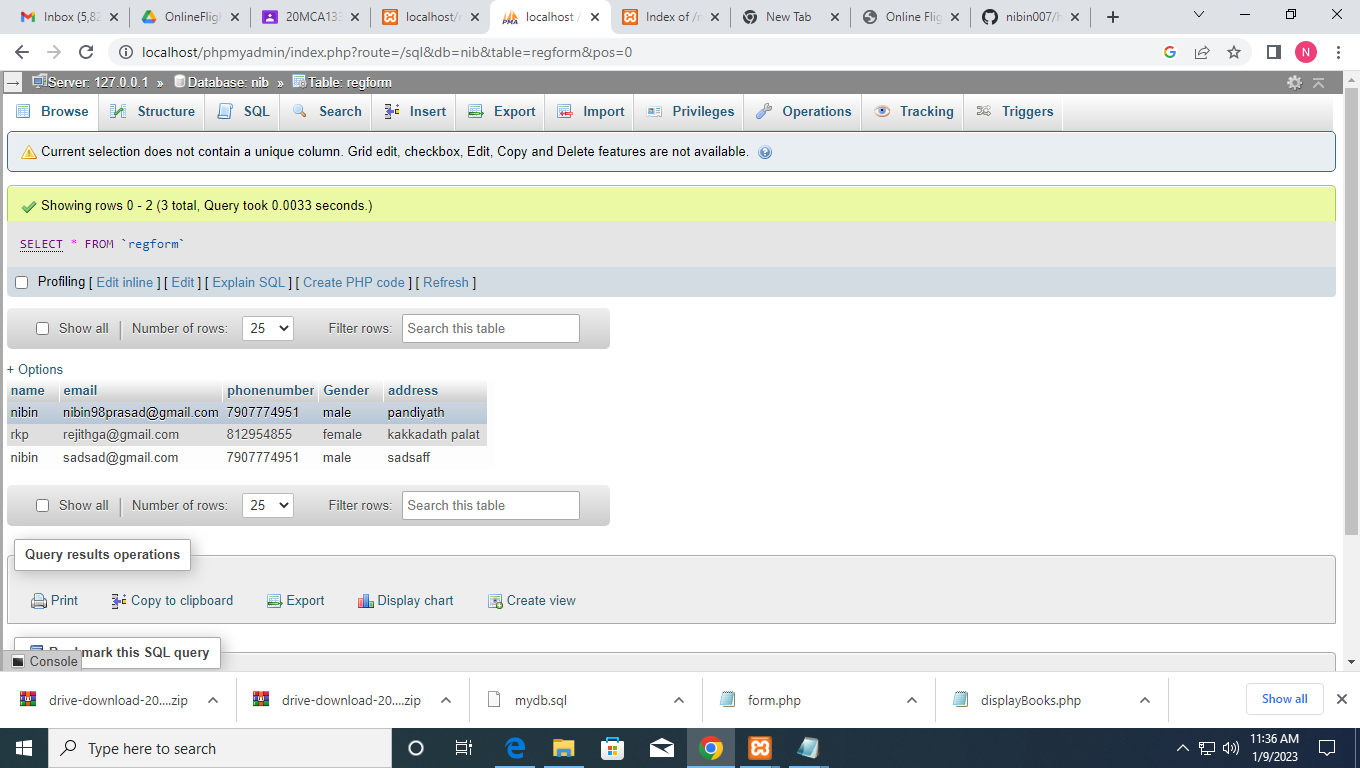 Inbox (5,82
OnlineFligh
20MCA133
localhost/r
localhost /
Index of /r
New Tab
Online Flig
nibin007/h
localhost/phpmyadmin/index.php?route=/sql&db=nib&table=regform&pos=0
N
Server: 127.0.0.1 » Database: nib » Table: regform
Browse Structure SQL Search Insert Export Import Privileges Operations Tracking Triggers
Current selection does not contain a unique column. Grid edit, checkbox, Edit, Copy and Delete features are not available.
Showing rows 0 - 2 (3 total, Query took 0.0033 seconds.)
SELECT * FROM `regform`
Profiling [ Edit inline ] [ Edit ] [ Explain SQL ] [ Create PHP code ] [ Refresh ]
Show all | Number of rows: 25 Filter rows: Search this table
+ Options
name email phonenumber Gender address
nibin nibin98prasad@gmail.com 7907774951 male pandiyath
rkp rejithga@gmail.com 812954855 female kakkadath palat
nibin sadsad@gmail.com 7907774951 male sadsaff
Show all | Number of rows: 25 Filter rows: Search this table
Query results operations
Print Copy to clipboard Export Display chart Create view
mark this SQL query
Console
drive-download-20....zip drive-download-20....zip mydb.sql form.php displayBooks.php Show all
Type here to search
11:36 AM
1/9/2023